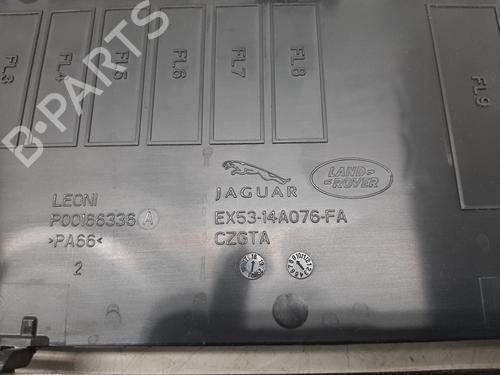 FL3
FL4
FL5
FL6
FL7
FL8
FL9
B-PARTS
LEONI
P00166336 A
>PA66<
2
JAGUAR
LAND-
ROVER
EX53-14A076-FA
CZGTA